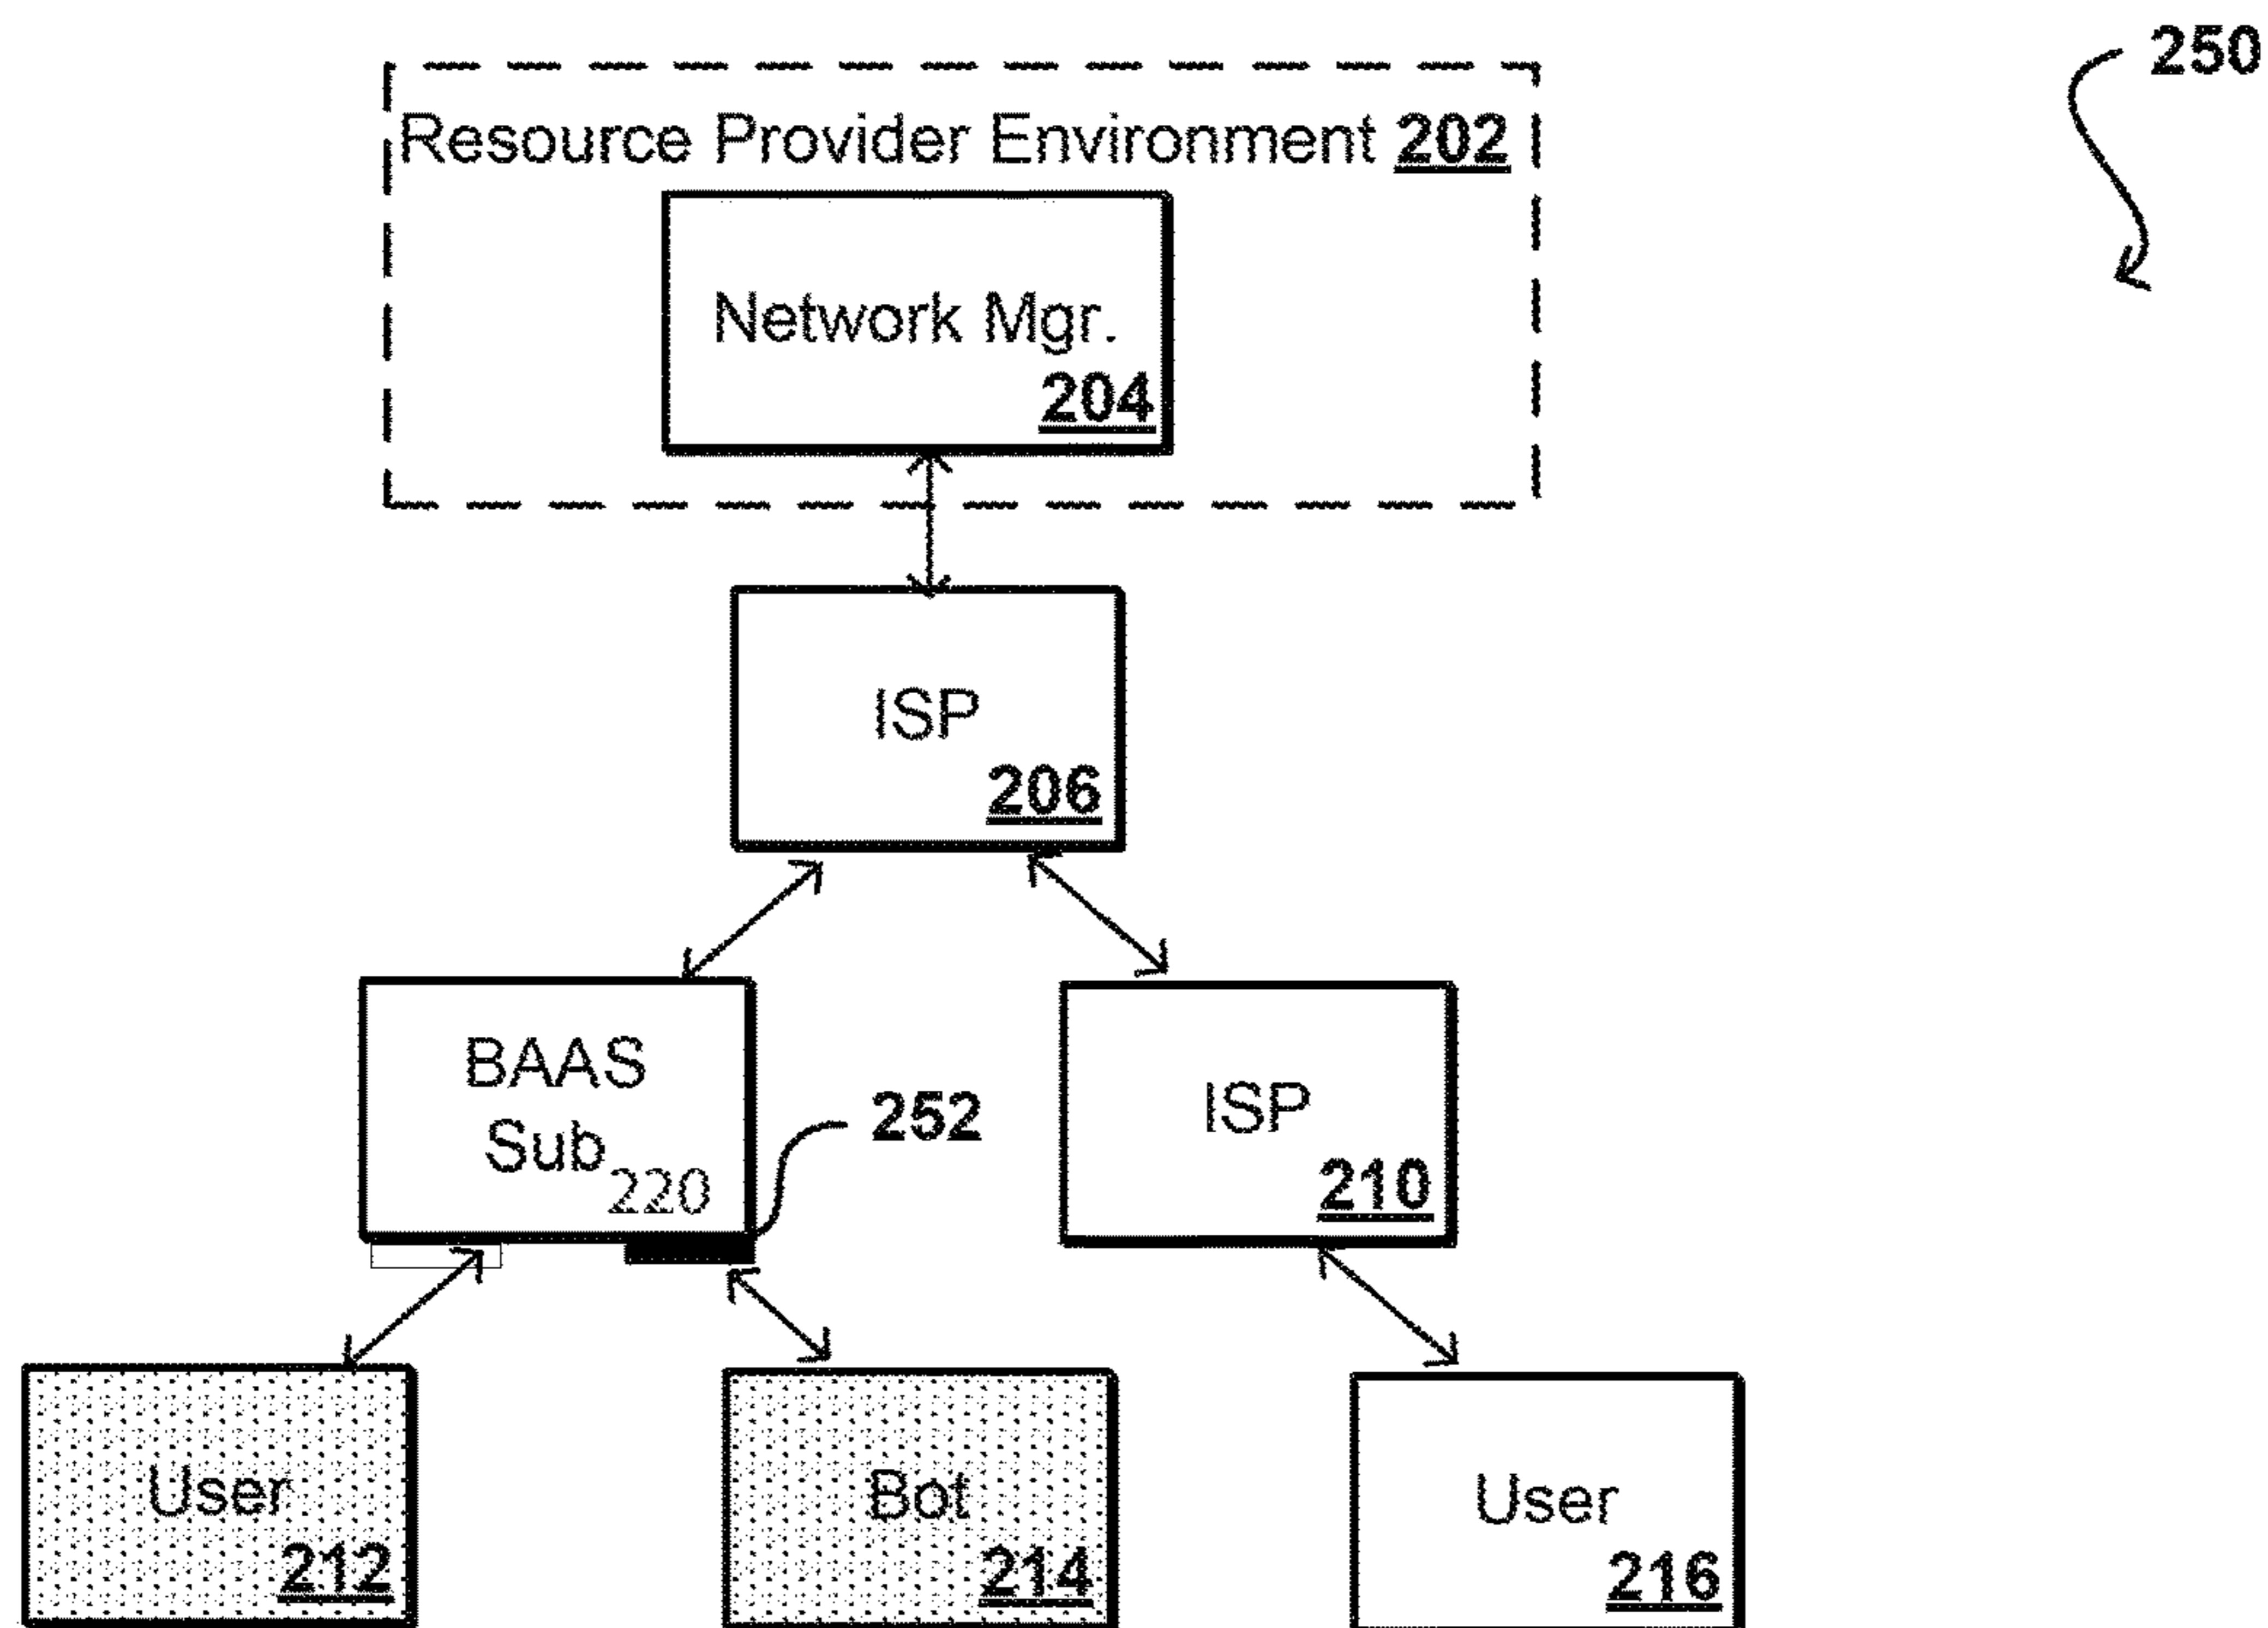 250
Resource Provider Environment 202
Network Mgr.
204
ISP
206
BAAS
Sub
220
252
ISP
210
User
212
Bot
214
User
216